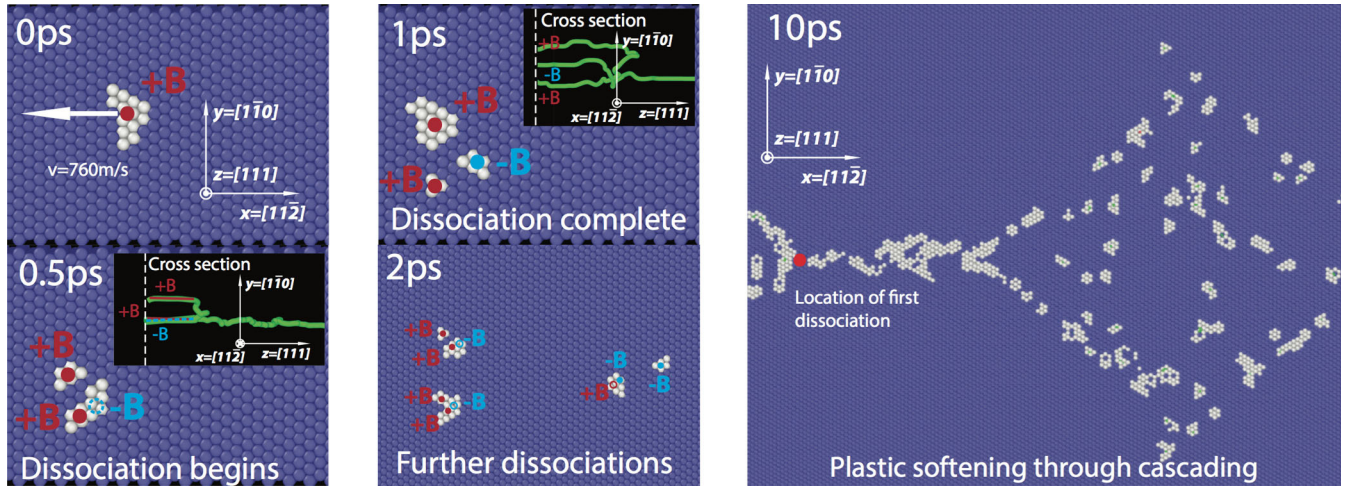 0ps
+B
v=760m/s
y=[11̅0]
z=[111]
x=[112̅]
0.5ps
Cross section
y=[11̅0]
+B
+B
-B
x=[112̅]
z=[111]
+B
+B
-B
Dissociation begins
1ps
Cross section
y=[11̅0]
+B
-B
+B
z=[111]
x=[112̅]
+B
-B
+B
Dissociation complete
2ps
+B
-B
+B
+B
-B
+B
-B
+B
-B
Further dissociations
10ps
y=[11̅0]
z=[111]
x=[112̅]
Location of first
dissociation
Plastic softening through cascading